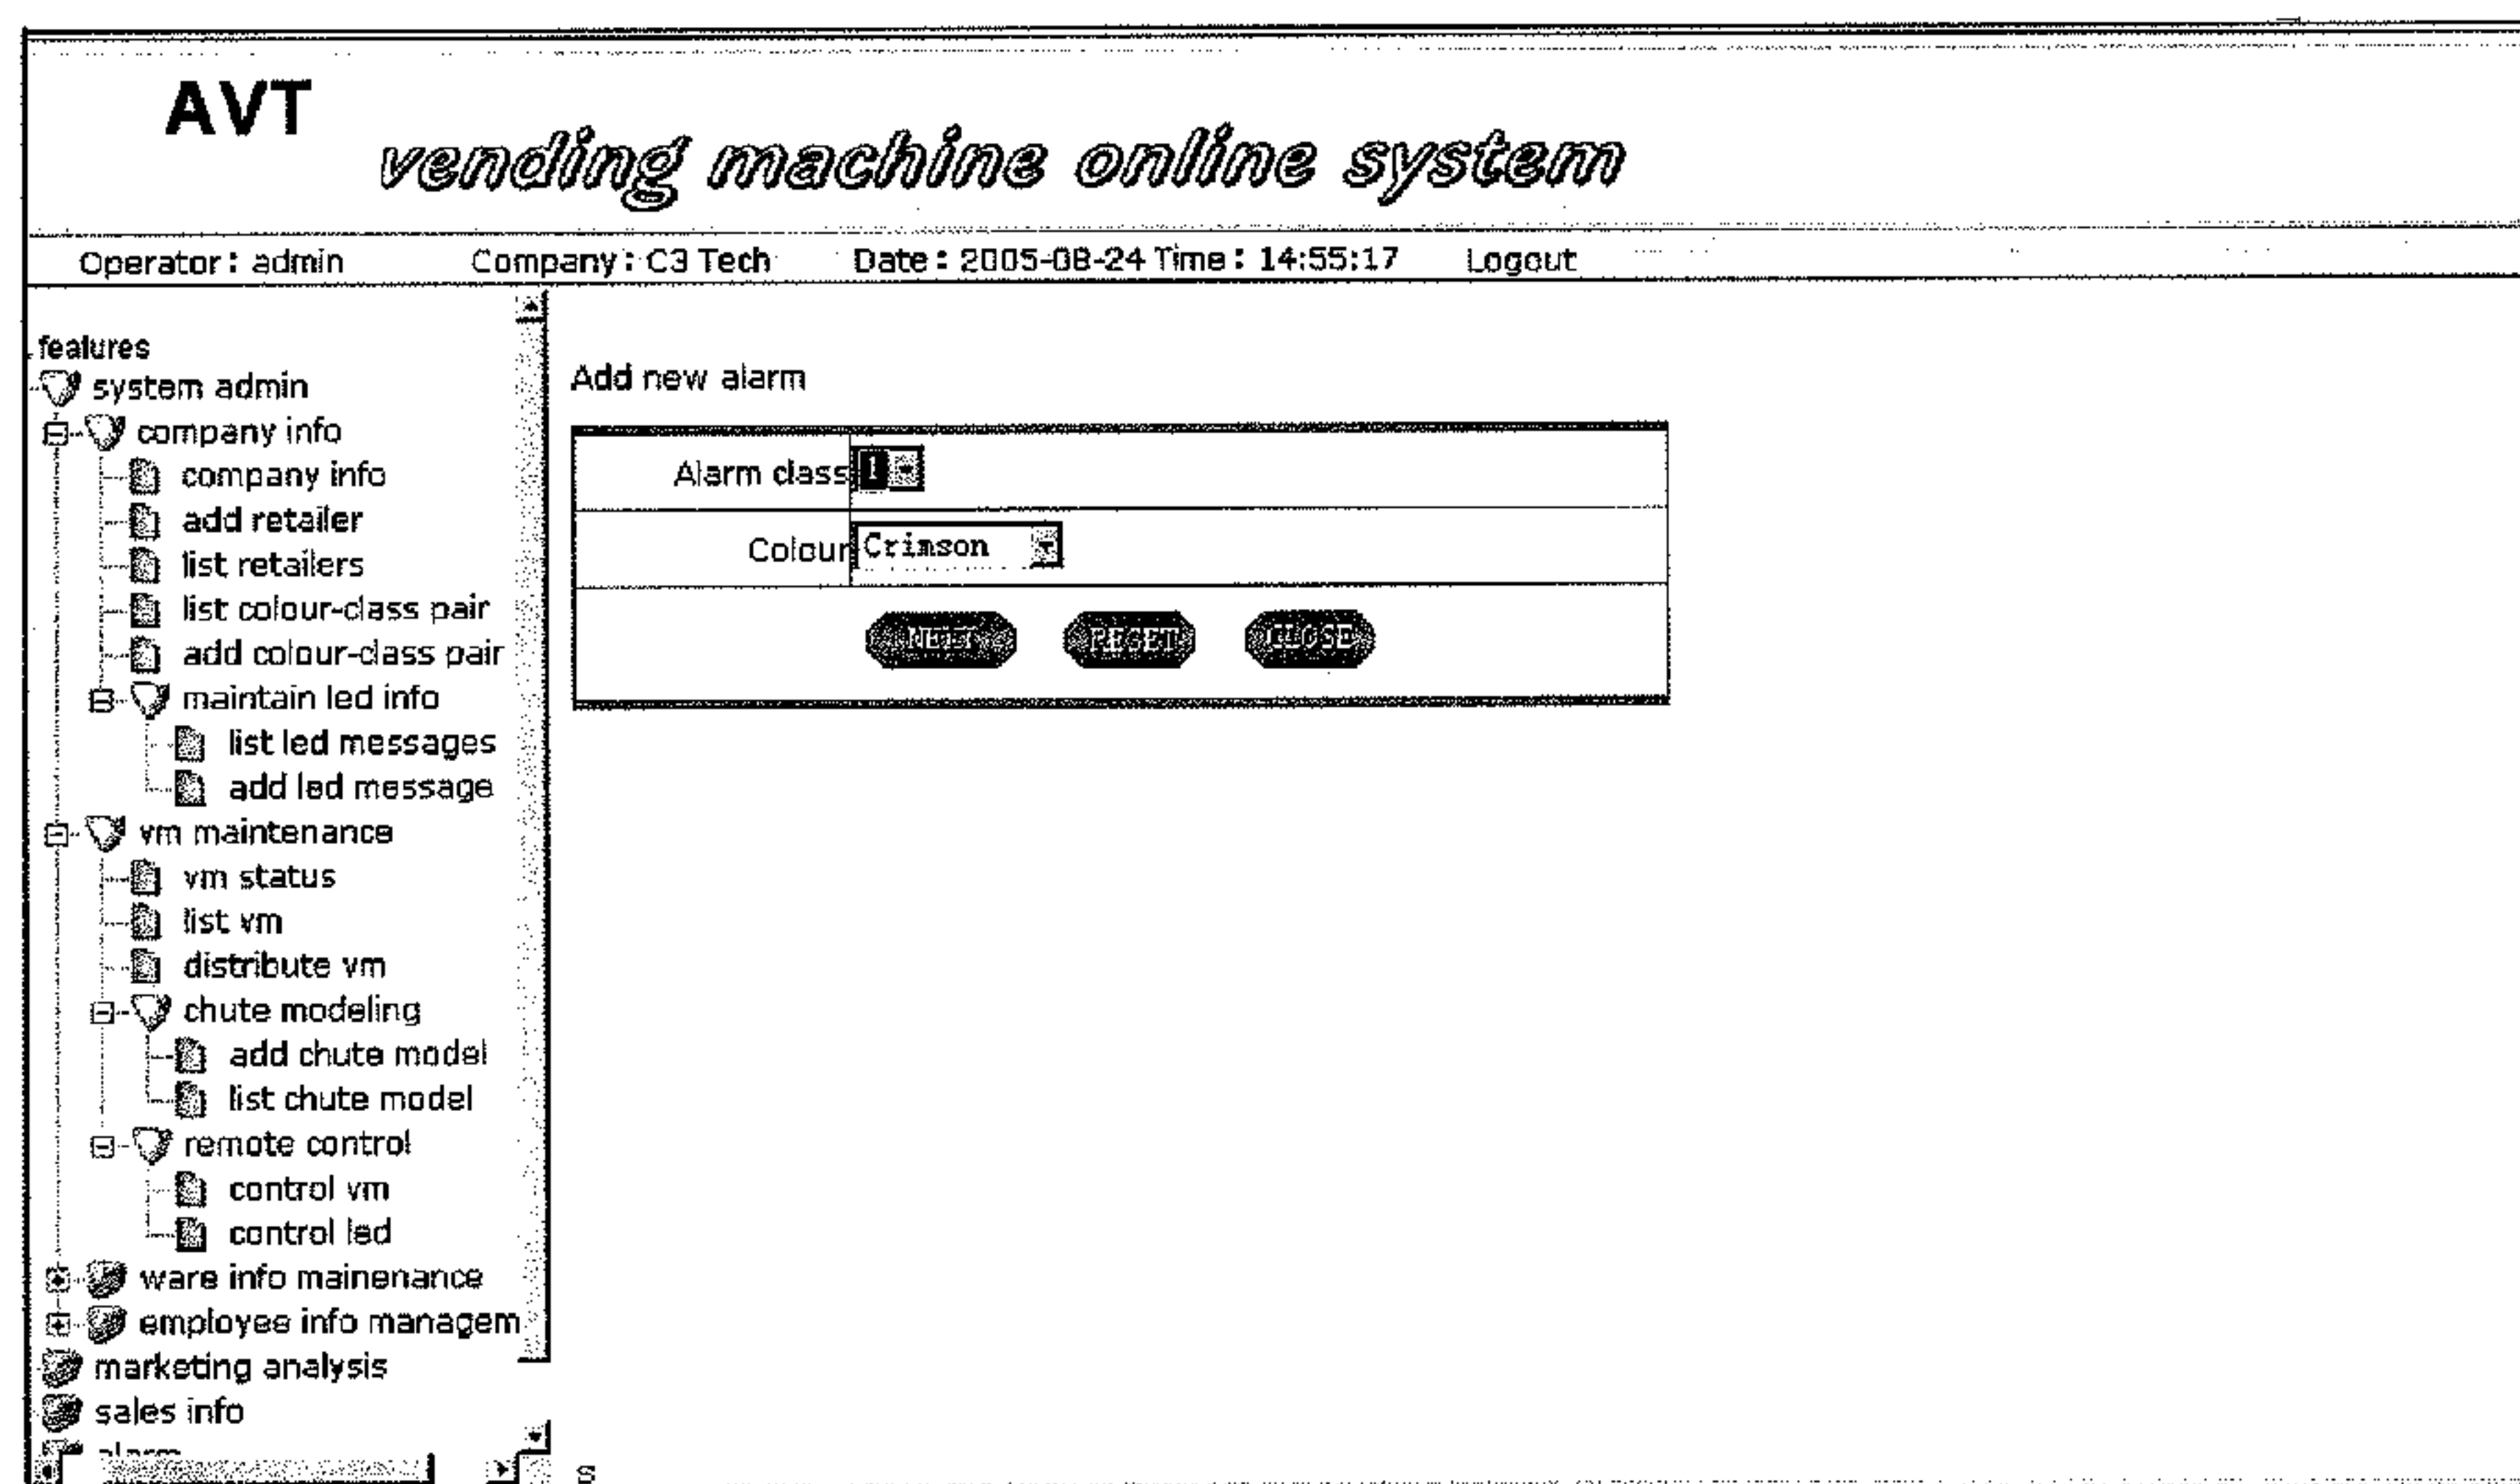 AVT
vending machine online system
Operator: admin Company: C3 Tech Date: 2005-08-24 Time: 14:55:17 Logout
features
system admin
company info
company info
add retailer
list retailers
list colour-class pair
add colour-class pair
maintain led info
list led messages
add led message
vm maintenance
vm status
list vm
distribute vm
chute modeling
add chute model
list chute model
remote control
control vm
control led
ware info mainenance
employee info managem
marketing analysis
sales info
alarm
Add new alarm
Alarm class 1
Colour Crimson
NEXT RESET CLOSE
s